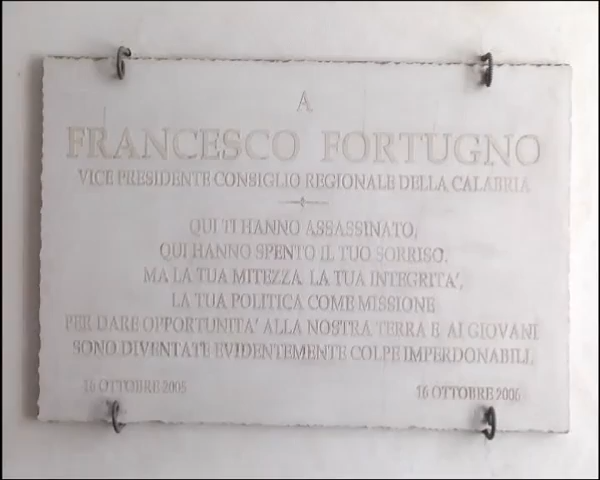 A
FRANCESCO FORTUGNO
VICE PRESIDENTE CONSIGLIO REGIONALE DELLA CALABRIA
QUI TI HANNO ASSASSINATO,
QUI HANNO SPENTO IL TUO SORRISO.
MA LA TUA MITEZZA, LA TUA INTEGRITA',
LA TUA POLITICA COME MISSIONE
PER DARE OPPORTUNITA' ALLA NOSTRA TERRA E AI GIOVANI
SONO DIVENTATE EVIDENTEMENTE COLPE IMPERDONABILI.
16 OTTOBRE 2005 16 OTTOBRE 2006